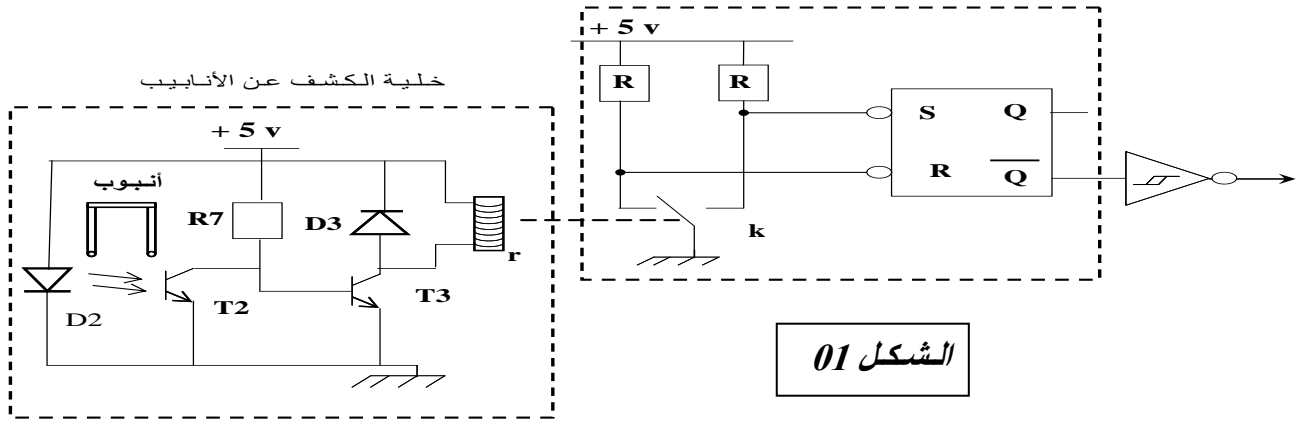 خلية الكشف عن الأنابيب
+ 5 v
أنبوب
R7
D3
r
D2
T2
T3
+ 5 v
R
R
S
Q
R
Q
k
الشكل 01